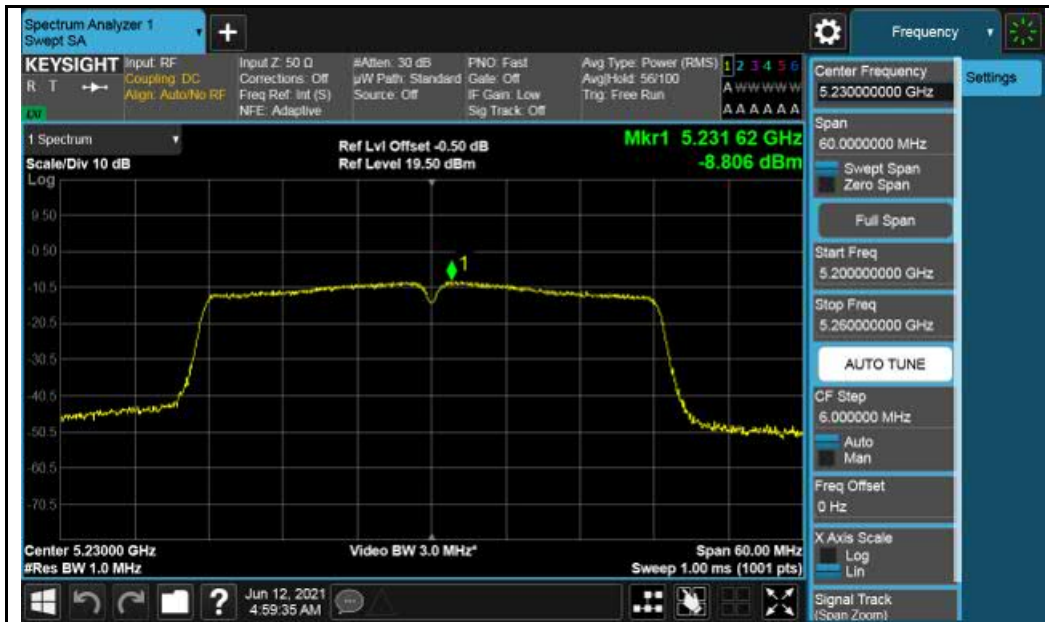 Spectrum Analyzer 1
Swept SA
Frequency
KEYSIGHT
R T
Input: RF
Coupling: DC
Align: Auto/No RF
Input Z: 50 Ω
Corrections: Off
Freq Ref: Int (S)
NFE: Adaptive
#Atten: 30 dB
µW Path: Standard
Source: Off
PNO: Fast
Gate: Off
IF Gain: Low
Sig Track: Off
Avg Type: Power (RMS)
Avg|Hold: 56/100
Trig: Free Run
1 2 3 4 5 6
A W W W W W
A A A A A A
1 Spectrum
Scale/Div 10 dB
Log
Ref Lvl Offset -0.50 dB
Ref Level 19.50 dBm
Mkr1 5.231 62 GHz
-8.806 dBm
9.50
-0.50
-10.5
-20.5
-30.5
-40.5
-50.5
-60.5
-70.5
1
Center 5.23000 GHz
#Res BW 1.0 MHz
Video BW 3.0 MHz*
Span 60.00 MHz
Sweep 1.00 ms (1001 pts)
Jun 12, 2021
4:59:35 AM
Center Frequency
5.230000000 GHz
Settings
Span
60.0000000 MHz
Swept Span
Zero Span
Full Span
Start Freq
5.200000000 GHz
Stop Freq
5.260000000 GHz
AUTO TUNE
CF Step
6.000000 MHz
Auto
Man
Freq Offset
0 Hz
X Axis Scale
Log
Lin
Signal Track
(Span Zoom)